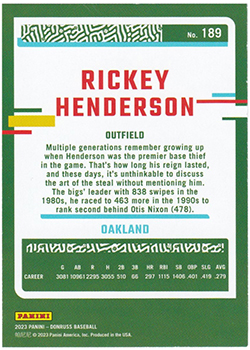 No. 189
RICKEY
HENDERSON
OUTFIELD
Multiple generations remember growing up
when Henderson was the premier base thief
in the game. That's how long his reign lasted,
and these days, it's unthinkable to discuss
the art of the steal without mentioning him.
The bigs' leader with 838 swipes in the
1980s, he raced to 463 more in the 1990s to
rank second behind Otis Nixon (478).
OAKLAND
G AB R H 2B 3B HR RBI SB SLG AVG
CAREER 3081 10961 2295 3055 510 66 297 1115 1406 .401 .419 .279
PANINI
2023 PANINI - DONRUSS BASEBALL
© 2023 Panini America, Inc. Produced in the USA.